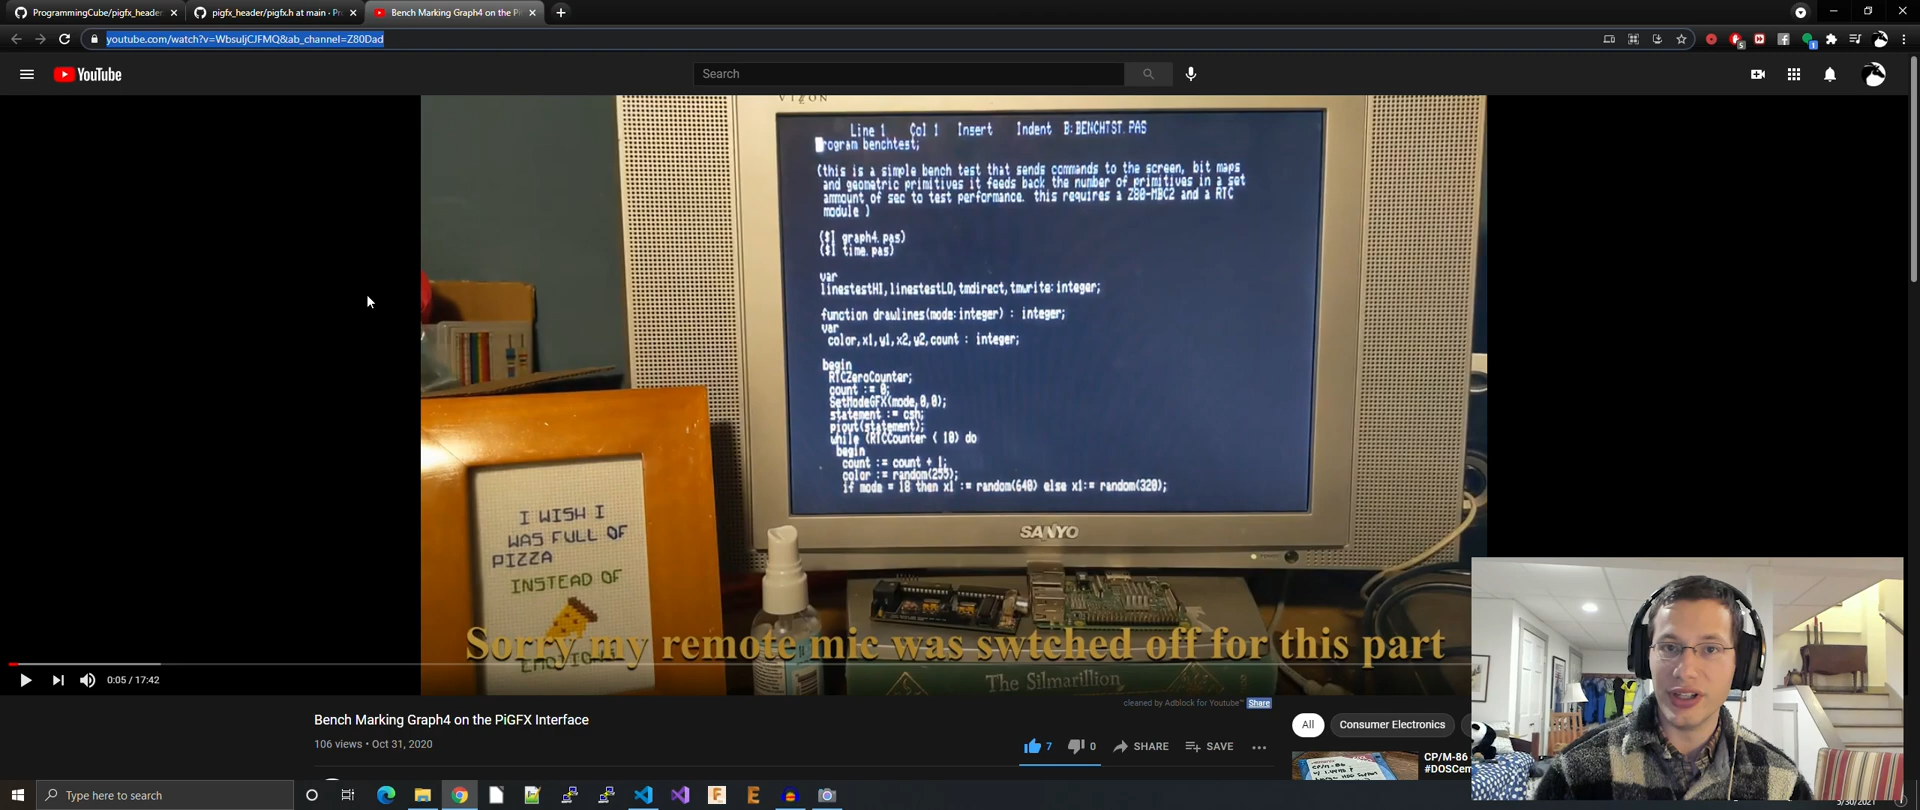 ProgrammingCube/pigfx_header
pigfx_header/pigfx.h at main · Pr
Bench Marking Graph4 on the Pi
youtube.com/watch?v=WbsuljCJFMQ&ab_channel=Z80Dad
5
1
YouTube
Search
Line 1 Col 1 Insert Indent B:BENCHTST.PAS
Program benchtest;
(this is a simple bench test that sends commands to the screen, bit maps
and geometric primitives it feeds back the number of primitives in a set
ammount of sec to test performance. this requires a Z80-MBC2 and a RTC
module )
($I graph4.pas)
($I time.pas)
var
linestestHI,linestestLO,tmdirect,tmwrite:integer;
function drawlines(mode:integer) : integer;
var
color,x1,y1,x2,y2,count : integer;
begin
RTCZeroCounter;
count := 0;
SetModeGFX(mode,0,0);
statement := csh;
piout(statement);
while (RTCCounter < 10) do
begin
count := count + 1;
color := random(255);
if mode = 18 then x1 := random(640) else x1:= random(320);
SANYO
I WISH I
WAS FULL OF
PIZZA
INSTEAD OF
Sorry my remote mic was swtched off for this part
The Silmarillion
0:05 / 17:42
cleaned by Adblock for Youtube™ Share
Bench Marking Graph4 on the PiGFX Interface
106 views • Oct 31, 2020
7
0
SHARE
SAVE
All
Consumer Electronics
CP/M-86
#DOSCem
Type here to search
5/30/2021